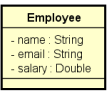 Employee
- name : String
- email : String
- salary : Double